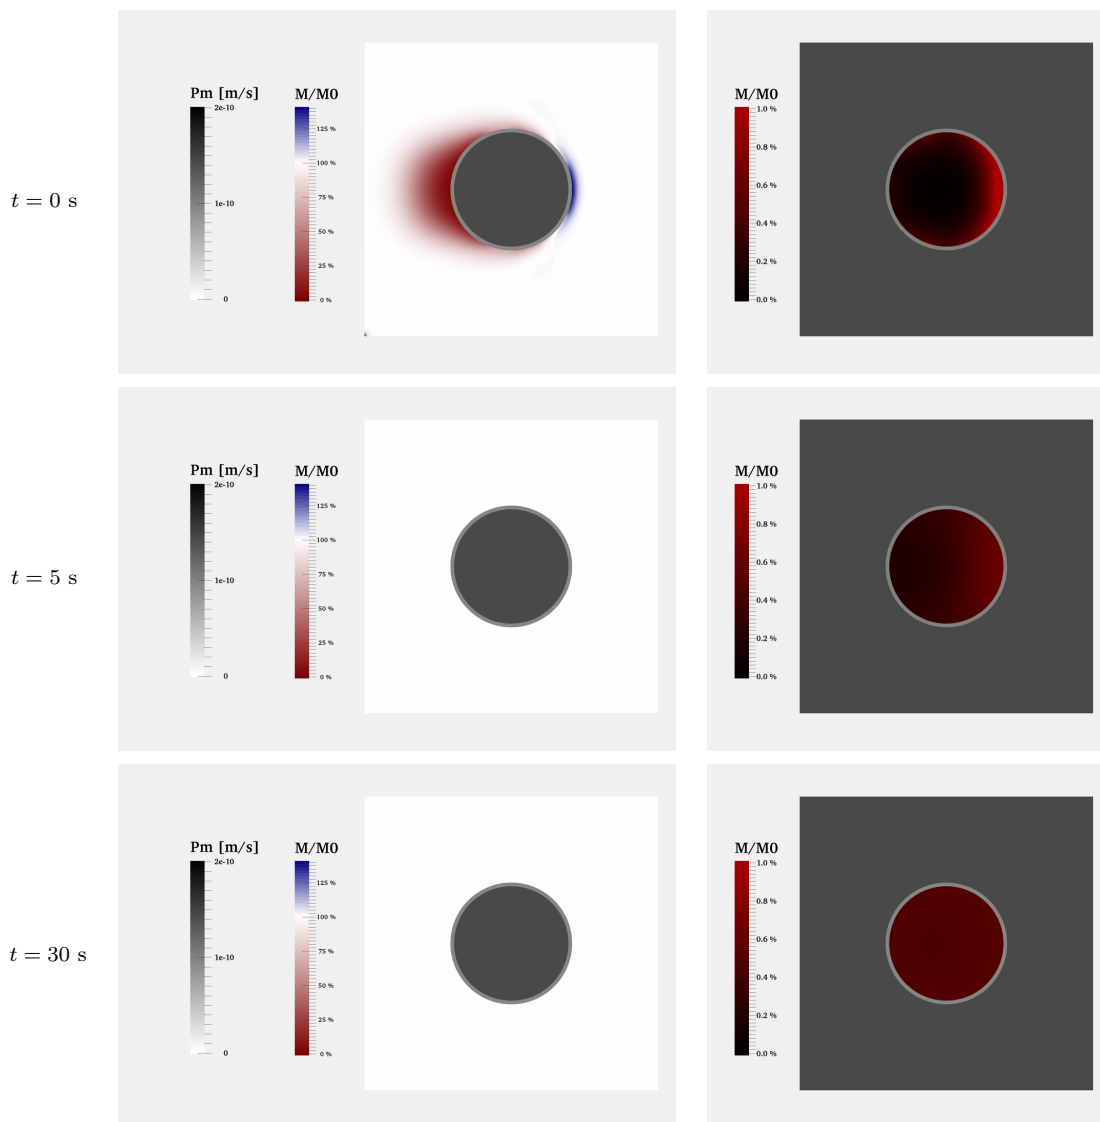 Pm [m/s]
M/M0
2e-10
125 %
100 %
1e-10
75 %
50 %
25 %
0
0 %
M/M0
1.0 %
0.8 %
0.6 %
0.4 %
0.2 %
0.0 %
t = 0 s
Pm [m/s]
M/M0
2e-10
125 %
100 %
1e-10
75 %
50 %
25 %
0
0 %
M/M0
1.0 %
0.8 %
0.6 %
0.4 %
0.2 %
0.0 %
t = 5 s
Pm [m/s]
M/M0
2e-10
125 %
100 %
1e-10
75 %
50 %
25 %
0
0 %
M/M0
1.0 %
0.8 %
0.6 %
0.4 %
0.2 %
0.0 %
t = 30 s